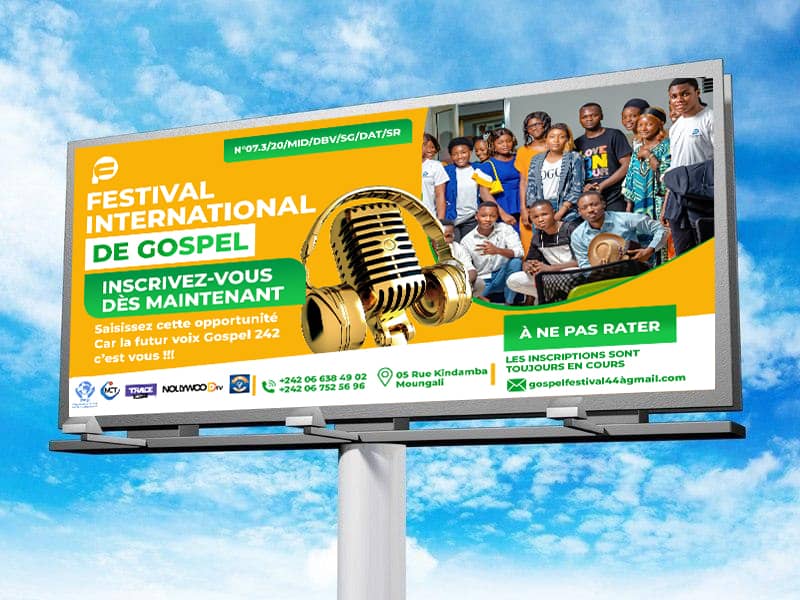 N°07.3/20/MID/DBV/SG/DAT/SR
FESTIVAL
INTERNATIONAL
DE GOSPEL
INSCRIVEZ-VOUS
DÈS MAINTENANT
Saisissez cette opportunité
Car la futur voix Gospel 242
c'est vous !!!
À NE PAS RATER
LES INSCRIPTIONS SONT
TOUJOURS EN COURS
gospelfestival44àgmail.com
MCT
TRACE
NOLLYWOOD TV
+242 06 638 49 02
+242 06 752 56 96
05 Rue Kindamba
Moungali